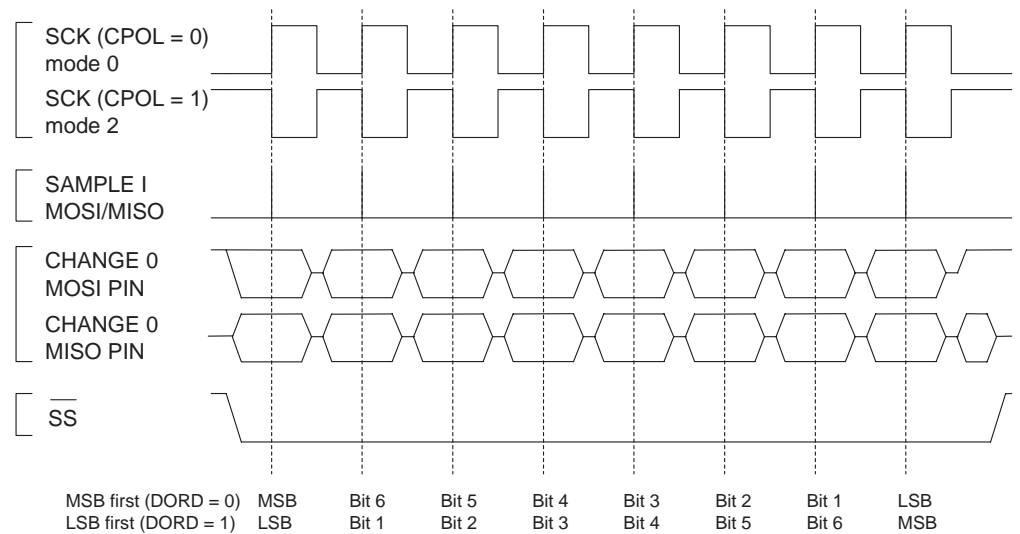 SCK (CPOL = 0)
mode 0
SCK (CPOL = 1)
mode 2
SAMPLE I
MOSI/MISO
CHANGE 0
MOSI PIN
CHANGE 0
MISO PIN
SS
MSB first (DORD = 0) MSB Bit 6 Bit 5 Bit 4 Bit 3 Bit 2 Bit 1 LSB
LSB first (DORD = 1) LSB Bit 1 Bit 2 Bit 3 Bit 4 Bit 5 Bit 6 MSB